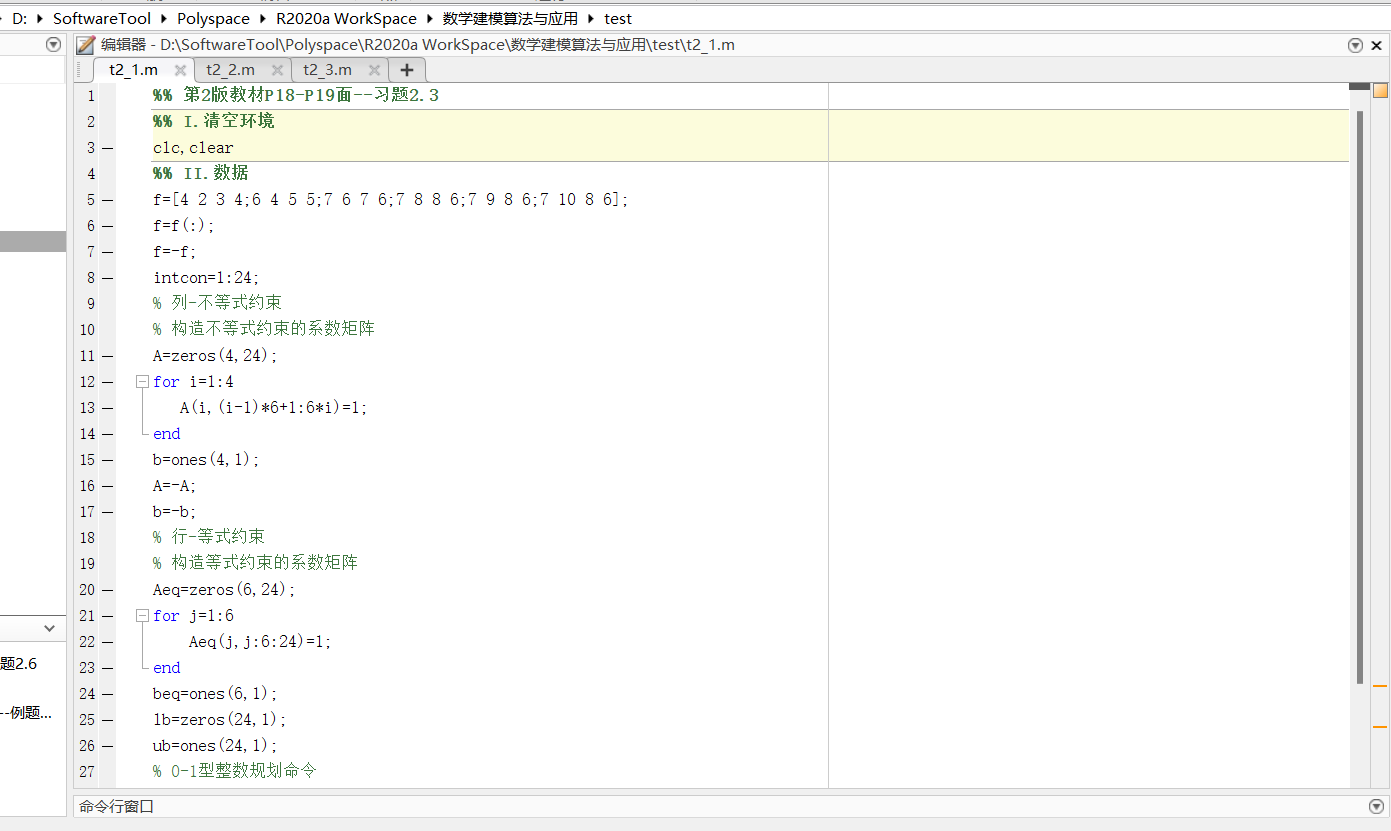 D: ▸ SoftwareTool ▸ Polyspace ▸ R2020a WorkSpace ▸ 数学建模算法与应用 ▸ test
编辑器 - D:\SoftwareTool\Polyspace\R2020a WorkSpace\数学建模算法与应用\test\t2_1.m
t2_1.m t2_2.m t2_3.m
1 %% 第2版教材P18-P19面--习题2.3
2 %% I.清空环境
3 clc,clear
4 %% II.数据
5 f=[4 2 3 4;6 4 5 5;7 6 7 6;7 8 8 6;7 9 8 6;7 10 8 6];
6 f=f(:);
7 f=-f;
8 intcon=1:24;
9 % 列-不等式约束
10 % 构造不等式约束的系数矩阵
11 A=zeros(4,24);
12 for i=1:4
13 A(i,(i-1)*6+1:6*i)=1;
14 end
15 b=ones(4,1);
16 A=-A;
17 b=-b;
18 % 行-等式约束
19 % 构造等式约束的系数矩阵
20 Aeq=zeros(6,24);
21 for j=1:6
22 Aeq(j,j:6:24)=1;
23 end
24 beq=ones(6,1);
25 lb=zeros(24,1);
26 ub=ones(24,1);
27 % 0-1型整数规划命令
题2.6
--例题...
命令行窗口